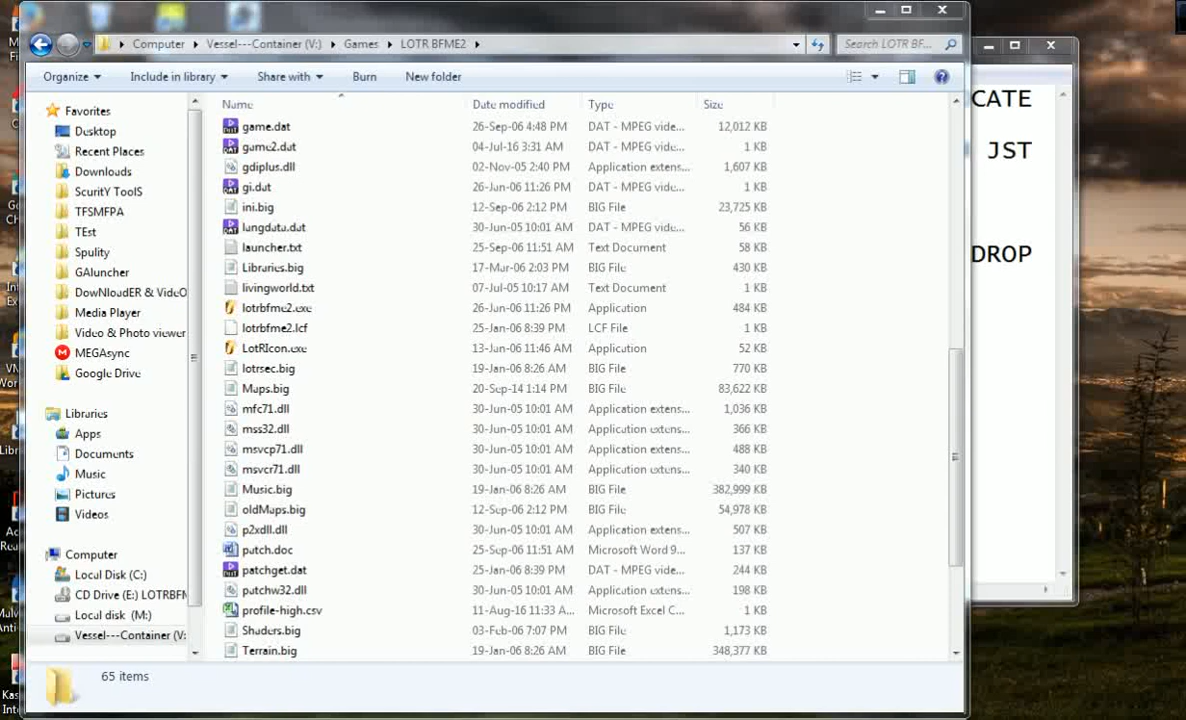 Computer Vessel---Container (V:) Games LOTR BFME2 Search LOTR BF...
Organize Include in library Share with Burn New folder
Name Date modified Type Size
game.dat 26-Sep-06 4:48 PM DAT - MPEG vide... 12,012 KB
game2.dat 04-Jul-16 3:31 AM DAT - MPEG vide... 1 KB
gdiplus.dll 02-Nov-05 2:40 PM Application extens... 1,607 KB
gi.dat 26-Jun-06 11:26 PM DAT - MPEG vide... 1 KB
ini.big 12-Sep-06 2:12 PM BIG File 23,725 KB
langdata.dat 30-Jun-05 10:01 AM DAT - MPEG vide... 56 KB
launcher.txt 25-Sep-06 11:51 AM Text Document 58 KB
Libraries.big 17-Mar-06 2:03 PM BIG File 430 KB
livingworld.txt 07-Jul-05 10:17 AM Text Document 1 KB
lotrbfme2.exe 26-Jun-06 11:26 PM Application 484 KB
lotrbfme2.lcf 25-Jan-06 8:39 PM LCF File 1 KB
LotRIcon.exe 13-Jun-06 11:46 AM Application 52 KB
lotrsec.big 19-Jan-06 8:26 AM BIG File 770 KB
Maps.big 20-Sep-14 1:14 PM BIG File 83,622 KB
mfc71.dll 30-Jun-05 10:01 AM Application extens... 1,036 KB
mss32.dll 30-Jun-05 10:01 AM Application extens... 366 KB
msvcp71.dll 30-Jun-05 10:01 AM Application extens... 488 KB
msvcr71.dll 30-Jun-05 10:01 AM Application extens... 340 KB
Music.big 19-Jan-06 8:26 AM BIG File 382,999 KB
oldMaps.big 12-Sep-06 2:12 PM BIG File 54,978 KB
p2xdll.dll 30-Jun-05 10:01 AM Application extens... 507 KB
patch.doc 25-Sep-06 11:51 AM Microsoft Word 9... 137 KB
patchget.dat 25-Jan-06 8:39 PM DAT - MPEG vide... 244 KB
patchw32.dll 30-Jun-05 10:01 AM Application extens... 198 KB
profile-high.csv 11-Aug-16 11:33 A... Microsoft Excel C... 1 KB
Shaders.big 03-Feb-06 7:07 PM BIG File 1,173 KB
Terrain.big 19-Jan-06 8:26 AM BIG File 348,377 KB
Favorites
Desktop
Recent Places
Downloads
ScuritY ToolS
TFSMFPA
TEst
Spulity
GAluncher
DowNloadER & VideO
Media Player
Video & Photo viewer
MEGAsync
Google Drive
Libraries
Apps
Documents
Music
Pictures
Videos
Computer
Local Disk (C:)
CD Drive (E:) LOTRBFM
Local disk (M:)
Vessel---Container (V:
65 items
CATE
JST
DROP